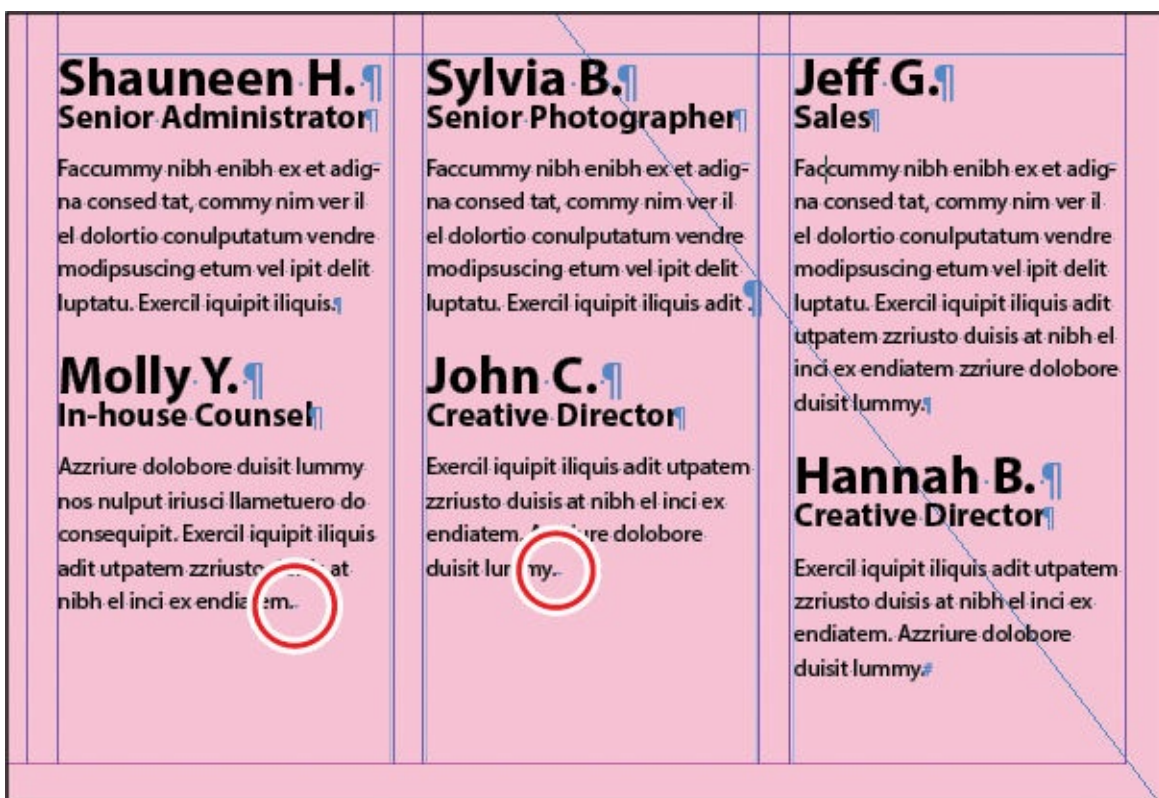 Shauneen H.¶
Senior Administrator¶
Faccummy nibh enibh ex et adig-
na consed tat, commy nim ver il
el dolortio conulputatum vendre
modipsuscing etum vel ipit delit
luptatu. Exercil iquipit iliquis.¶
Molly Y.¶
In-house Counsel¶
Azzriure dolobore duisit lummy
nos nulput iriusci llametuero do
consequipit. Exercil iquipit iliquis
adit utpatem zzriusto at
nibh el inci ex
Sylvia B.¶
Senior Photographer¶
Faccummy nibh enibh ex et adig-
na consed tat, commy nim ver il
el dolortio conulputatum vendre
modipsuscing etum vel ipit delit
luptatu. Exercil iquipit iliquis adit .¶
John C.¶
Creative Director¶
Exercil iquipit iliquis adit utpatem
zzriusto duisis at nibh el inci ex
endiatem. dolobore
duisit
Jeff G.¶
Sales¶
Faccummy nibh enibh ex et adig-
na consed tat, commy nim ver il
el dolortio conulputatum vendre
modipsuscing etum vel ipit delit
luptatu. Exercil iquipit iliquis adit
utpatem zzriusto duisis at nibh el
inci ex endiatem zzriure dolobore
duisit lummy.¶
Hannah B.¶
Creative Director¶
Exercil iquipit iliquis adit utpatem
zzriusto duisis at nibh el inci ex
endiatem. Azzriure dolobore
duisit lummy.#